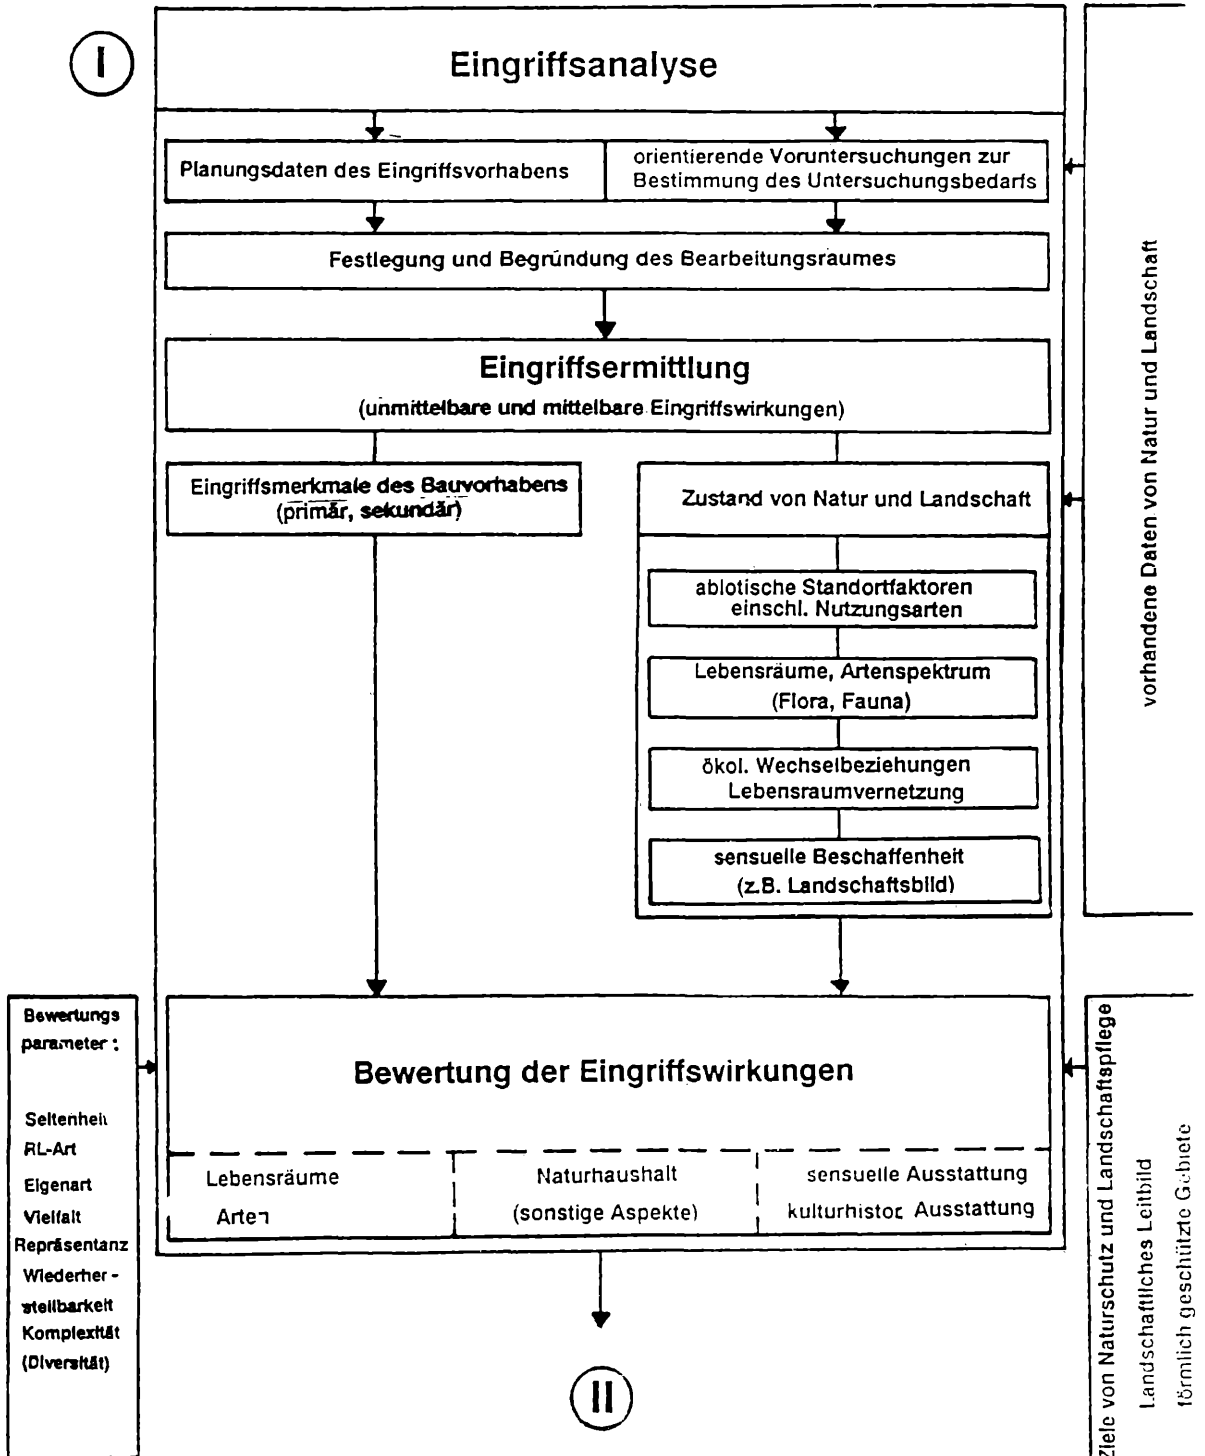 I
Eingriffsanalyse
Planungsdaten des Eingriffsvorhabens
orientierende Voruntersuchungen zur
Bestimmung des Untersuchungsbedarfs
Festlegung und Begründung des Bearbeitungsraumes
Eingriffsermittlung
(unmittelbare und mittelbare Eingriffswirkungen)
Eingriffsmerkmale des Bauvorhabens
(primär, sekundär)
Zustand von Natur und Landschaft
abiotische Standortfaktoren
einschl. Nutzungsarten
Lebensräume, Artenspektrum
(Flora, Fauna)
ökol. Wechselbeziehungen
Lebensraumvernetzung
sensuelle Beschaffenheit
(z.B. Landschaftsbild)
vorhandene Daten von Natur und Landschaft
Bewertungs
parameter :
Seltenheit
RL-Art
Eigenart
Vielfalt
Repräsentanz
Wiederher -
stellbarkeit
Komplexität
(Diversität)
Bewertung der Eingriffswirkungen
Lebensräume
Arten
Naturhaushalt
(sonstige Aspekte)
sensuelle Ausstattung
kulturhistor. Ausstattung
Ziele von Naturschutz und Landschaftspflege
Landschaftliches Leitbild
förmlich geschützte Gebiete
II